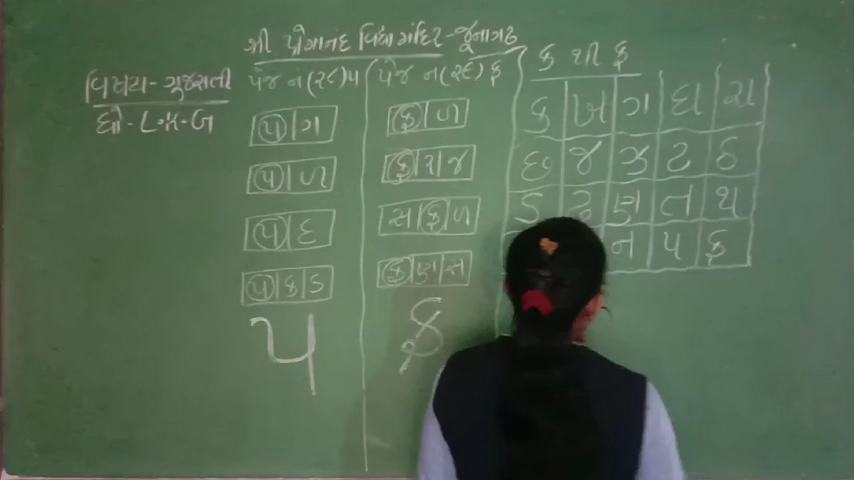 શ્રી પ્રેમાનંદ વિદ્યામંદિર-જૂનાગઢ
વિષય-ગુજરાતી
ધો-L.K.G
પેજ નં(૨૮) પ
પ ગ
પ ળ
પ દ
પ ક ડ
પ
પેજ નં(૨૯) ફ
ફ ળ
ફ રા જ
સ ફ ળ
ફ ણ સ
ફ
ક થી ફ
ક ખ ગ ઘ ચ
છ જ ઝ ટ ઠ
ડ ઢ ણ ત થ
ન પ ફ